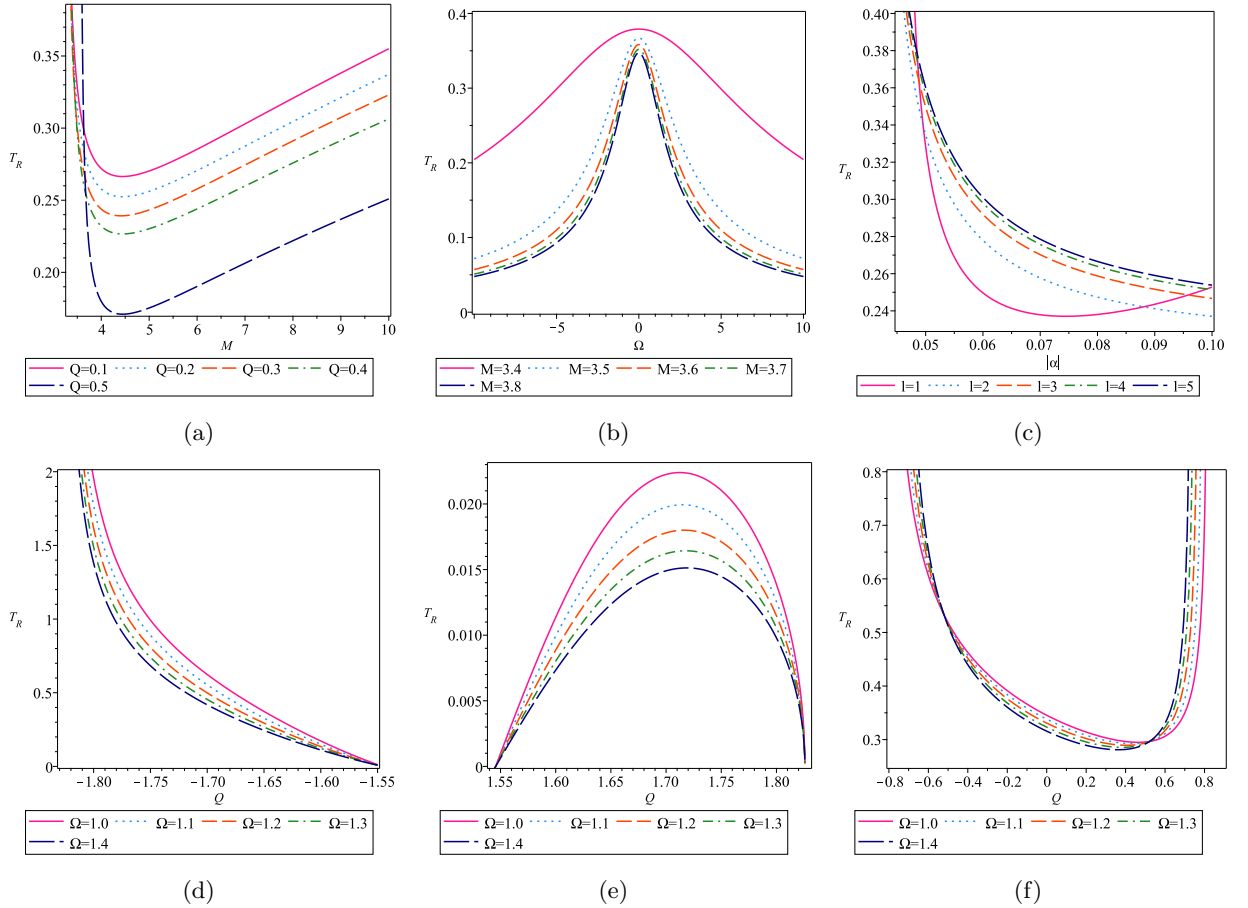 0.35
0.30
T_R
0.25
0.20
4 5 6 7 8 9 10
M
Q=0.1 Q=0.2 Q=0.3 Q=0.4
Q=0.5
(a)
0.4
0.3
T_R
0.2
0.1
0
−5 0 5 10
Ω
M=3.4 M=3.5 M=3.6 M=3.7
M=3.8
(b)
0.40
0.38
0.36
0.34
T_R
0.32
0.30
0.28
0.26
0.24
0.05 0.06 0.07 0.08 0.09 0.10
|α|
l=1 l=2 l=3 l=4 l=5
(c)
2
1.5
T_R
1
0.5
0
−1.80 −1.75 −1.70 −1.65 −1.60 −1.55
Q
Ω=1.0 Ω=1.1 Ω=1.2 Ω=1.3
Ω=1.4
(d)
0.020
0.015
T_R
0.010
0.005
0
1.55 1.60 1.65 1.70 1.75 1.80
Q
Ω=1.0 Ω=1.1 Ω=1.2 Ω=1.3
Ω=1.4
(e)
0.8
0.7
0.6
T_R
0.5
0.4
0.3
−0.8 −0.6 −0.4 −0.2 0 0.2 0.4 0.6 0.8
Q
Ω=1.0 Ω=1.1 Ω=1.2 Ω=1.3
Ω=1.4
(f)